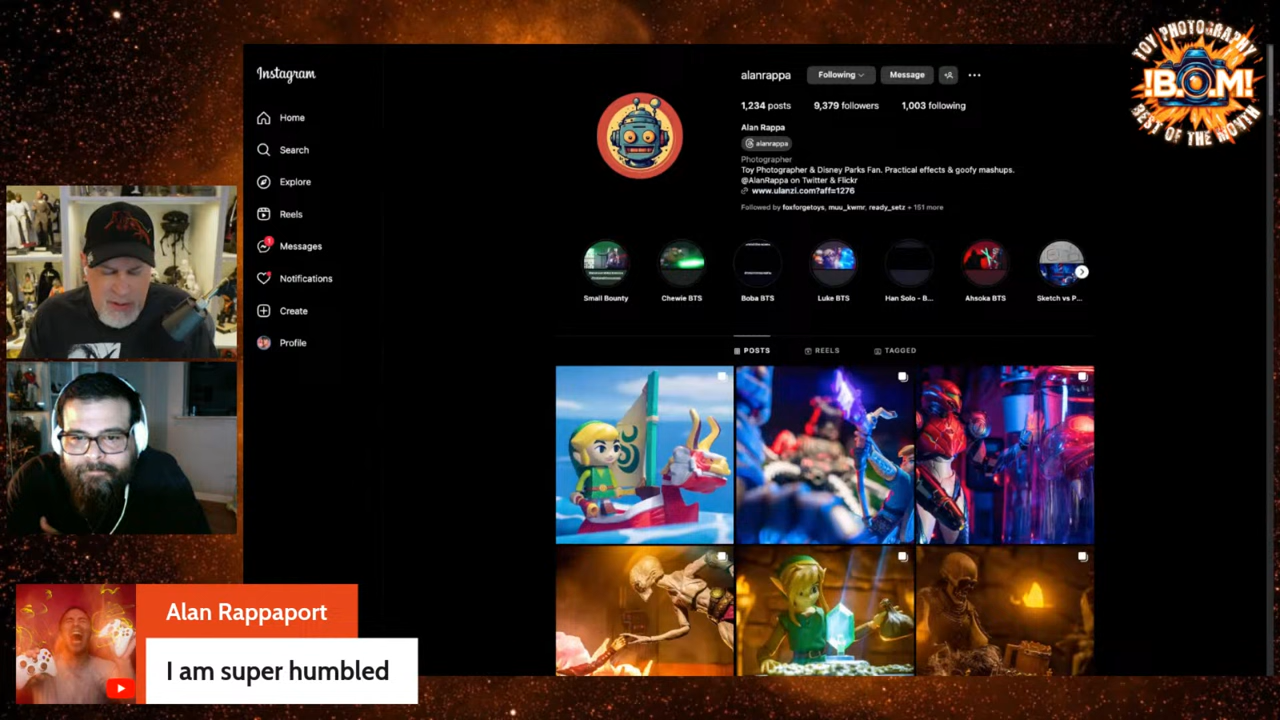 Instagram
Home
Search
Explore
Reels
1
Messages
Notifications
Create
Profile
alanrappa Following Message
1,234 posts 9,379 followers 1,003 following
Alan Rappa
alanrappa
Photographer
Toy Photographer & Disney Parks Fan. Practical effects & goofy mashups.
@AlanRappa on Twitter & Flickr
www.ulanzi.com?aff=1276
Followed by foxforgetoys, muu_kwmr, ready_setz + 151 more
Small Bounty Chewie BTS Boba BTS Luke BTS Han Solo - B... Ahsoka BTS Sketch vs P...
POSTS REELS TAGGED
TOY PHOTOGRAPHY
!B.O.M!
BEST OF THE MONTH
Alan Rappaport
I am super humbled